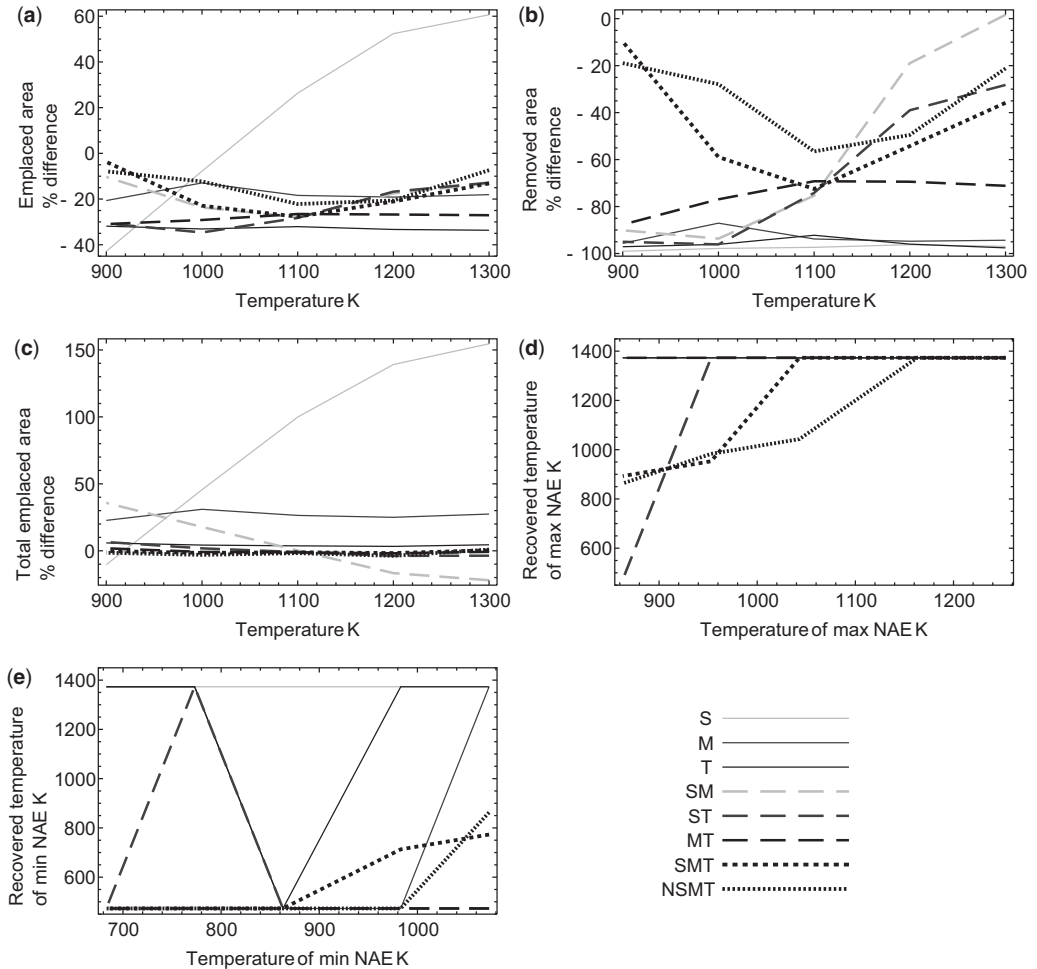 (a)
60
40
20
0
- 20
- 40
900 1000 1100 1200 1300
Emplaced area
% difference
Temperature K
(b)
0
- 20
- 40
- 60
- 80
- 100
900 1000 1100 1200 1300
Removed area
% difference
Temperature K
(c)
150
100
50
0
900 1000 1100 1200 1300
Total emplaced area
% difference
Temperature K
(d)
1400
1200
1000
800
600
900 1000 1100 1200
Recovered temperature
of max NAE K
Temperature of max NAE K
(e)
1400
1200
1000
800
600
700 800 900 1000
Recovered temperature
of min NAE K
Temperature of min NAE K
S
M
T
SM
ST
MT
SMT
NSMT